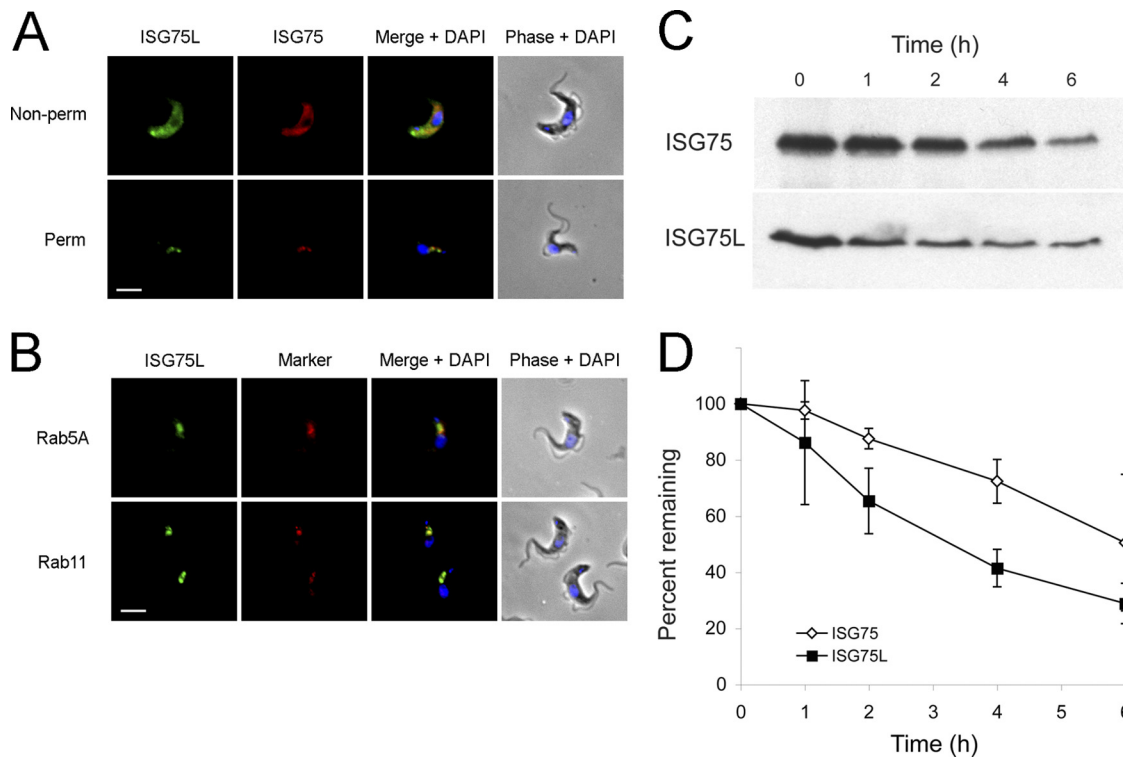 A
ISG75L ISG75 Merge + DAPI Phase + DAPI
Non-perm
Perm
B
ISG75L Marker Merge + DAPI Phase + DAPI
Rab5A
Rab11
C
Time (h)
0 1 2 4 6
ISG75
ISG75L
D
Percent remaining
100
80
60
40
20
0
ISG75
ISG75L
0 1 2 3 4 5 6
Time (h)